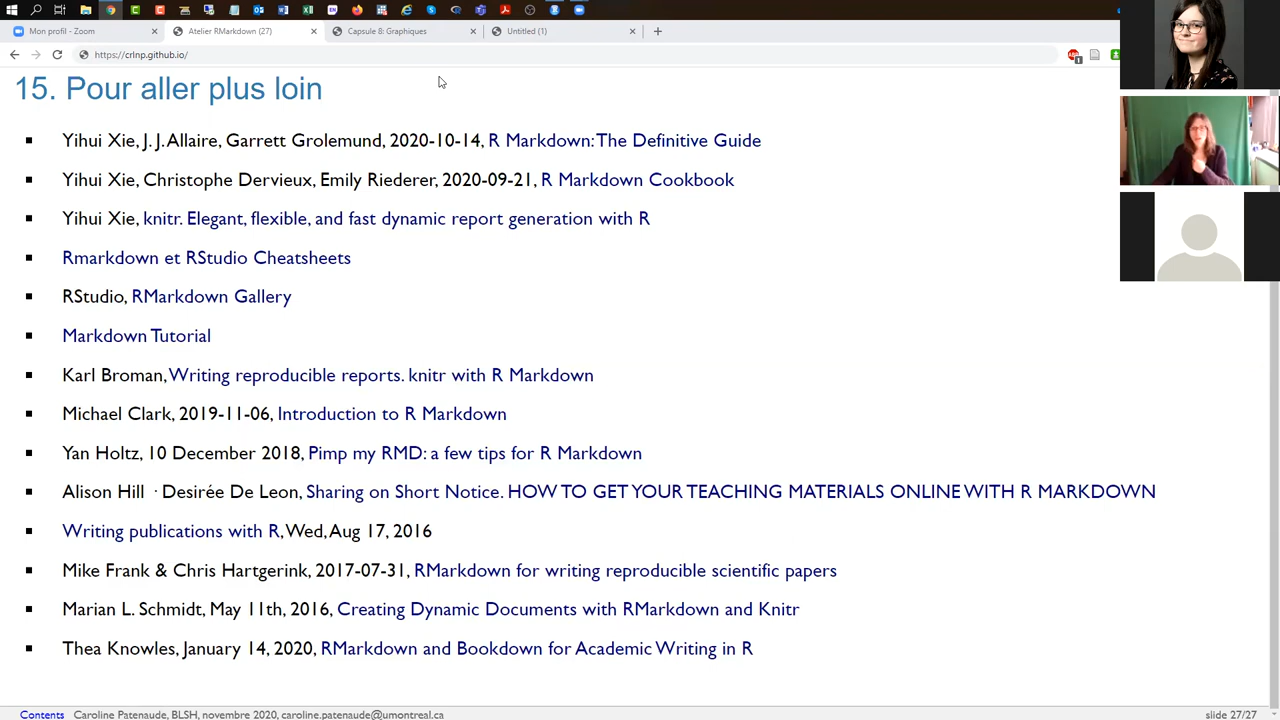 Mon profil - Zoom
Atelier RMarkdown (27)
Capsule 8: Graphiques
Untitled (1)
https://crlnp.github.io/
15. Pour aller plus loin
Yihui Xie, J. J. Allaire, Garrett Grolemund, 2020-10-14, R Markdown: The Definitive Guide
Yihui Xie, Christophe Dervieux, Emily Riederer, 2020-09-21, R Markdown Cookbook
Yihui Xie, knitr. Elegant, flexible, and fast dynamic report generation with R
Rmarkdown et RStudio Cheatsheets
RStudio, RMarkdown Gallery
Markdown Tutorial
Karl Broman, Writing reproducible reports. knitr with R Markdown
Michael Clark, 2019-11-06, Introduction to R Markdown
Yan Holtz, 10 December 2018, Pimp my RMD: a few tips for R Markdown
Alison Hill · Desirée De Leon, Sharing on Short Notice. HOW TO GET YOUR TEACHING MATERIALS ONLINE WITH R MARKDOWN
Writing publications with R, Wed, Aug 17, 2016
Mike Frank & Chris Hartgerink, 2017-07-31, RMarkdown for writing reproducible scientific papers
Marian L. Schmidt, May 11th, 2016, Creating Dynamic Documents with RMarkdown and Knitr
Thea Knowles, January 14, 2020, RMarkdown and Bookdown for Academic Writing in R
Contents Caroline Patenaude, BLSH, novembre 2020, caroline.patenaude@umontreal.ca
slide 27/27